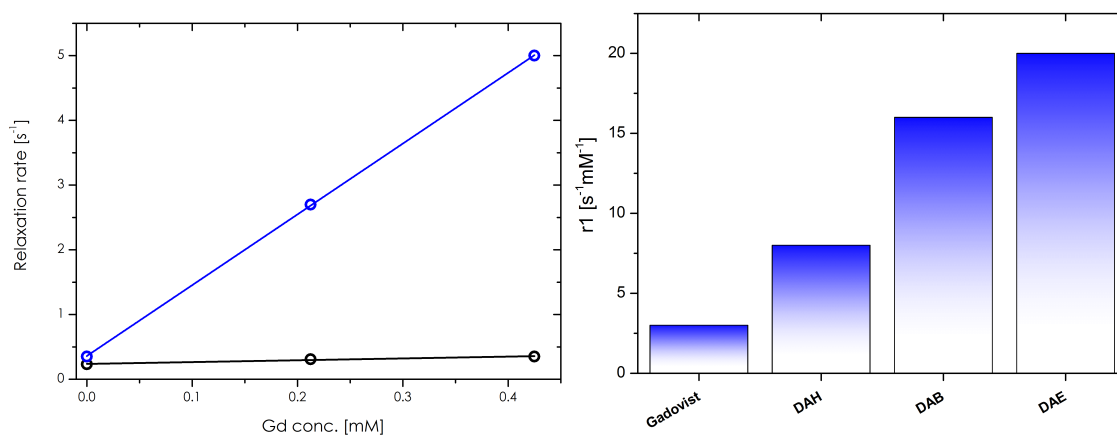 Relaxation rate [s⁻¹]
5
4
3
2
1
0
0.0 0.1 0.2 0.3 0.4
Gd conc. [mM]
r1 [s⁻¹mM⁻¹]
20
15
10
5
0
Gadovist DAH DAB DAE